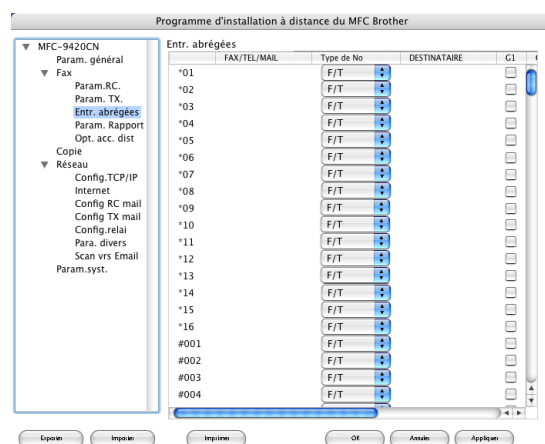 Programme d'installation à distance du MFC Brother
MFC-9420CN
Param. général
Fax
Param.RC.
Param. TX.
Entr. abrégées
Param. Rapport
Opt. acc. dist
Copie
Réseau
Config.TCP/IP
Internet
Config RC mail
Config TX mail
Config.relai
Para. divers
Scan vrs Email
Param.syst.
Entr. abrégées
FAX/TEL/MAIL Type de No DESTINATAIRE G1
*01 F/T
*02 F/T
*03 F/T
*04 F/T
*05 F/T
*06 F/T
*07 F/T
*08 F/T
*09 F/T
*10 F/T
*11 F/T
*12 F/T
*13 F/T
*14 F/T
*15 F/T
*16 F/T
#001 F/T
#002 F/T
#003 F/T
#004 F/T
Exporter Importer Imprimer OK Annuler Appliquer